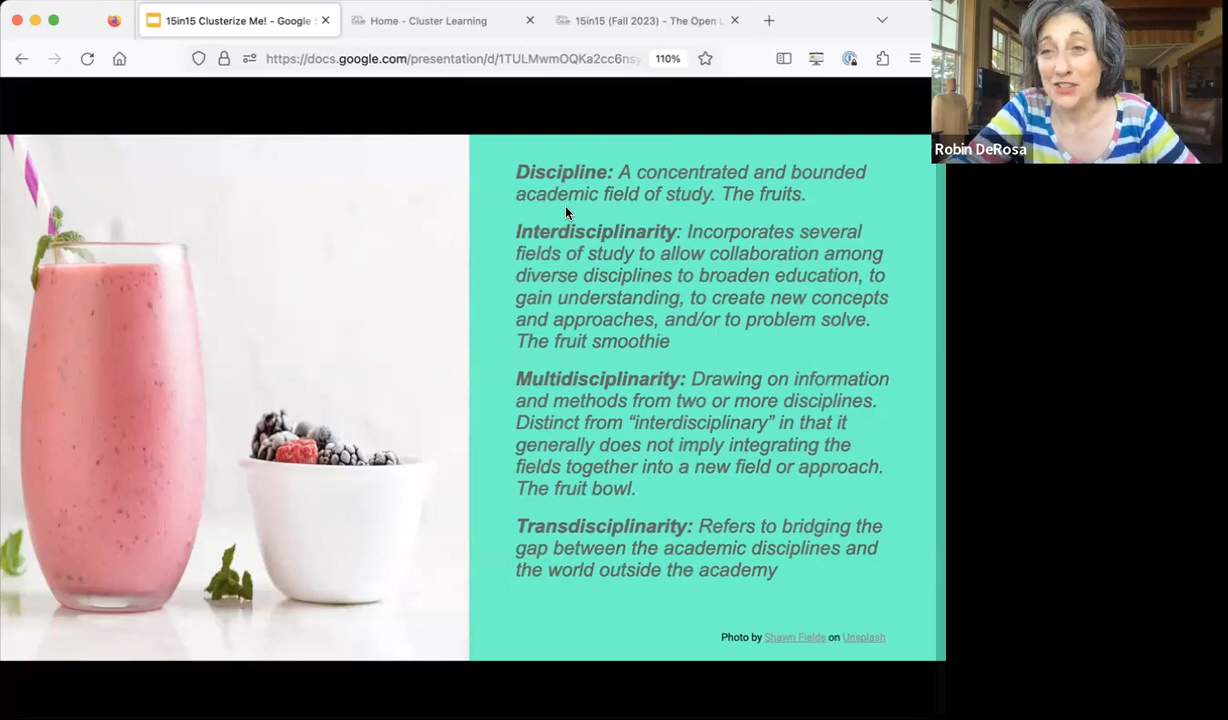 15in15 Clusterize Me! - Google S
Home - Cluster Learning
15in15 (Fall 2023) - The Open L
https://docs.google.com/presentation/d/1TULMwmOQKa2cc6nsy
110%
Robin DeRosa
Discipline: A concentrated and bounded
academic field of study. The fruits.
Interdisciplinarity: Incorporates several
fields of study to allow collaboration among
diverse disciplines to broaden education, to
gain understanding, to create new concepts
and approaches, and/or to problem solve.
The fruit smoothie
Multidisciplinarity: Drawing on information
and methods from two or more disciplines.
Distinct from “interdisciplinary” in that it
generally does not imply integrating the
fields together into a new field or approach.
The fruit bowl.
Transdisciplinarity: Refers to bridging the
gap between the academic disciplines and
the world outside the academy
Photo by Shawn Fields on Unsplash